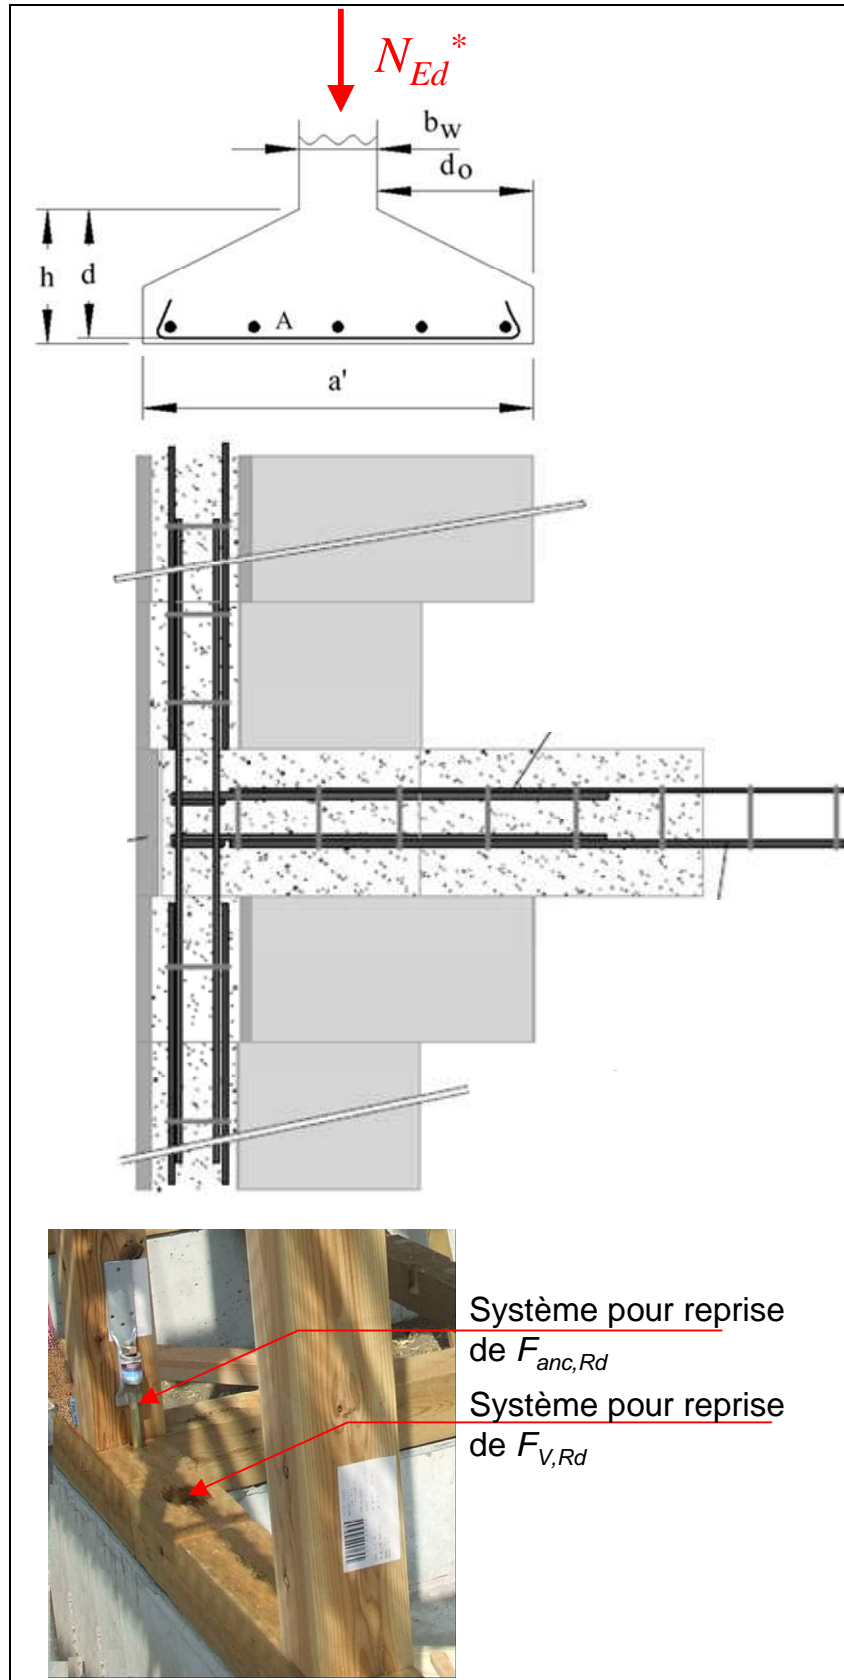 N_Ed*
b_w
d_o
h
d
A
a'
Système pour reprise
de F_anc,Rd
Système pour reprise
de F_V,Rd